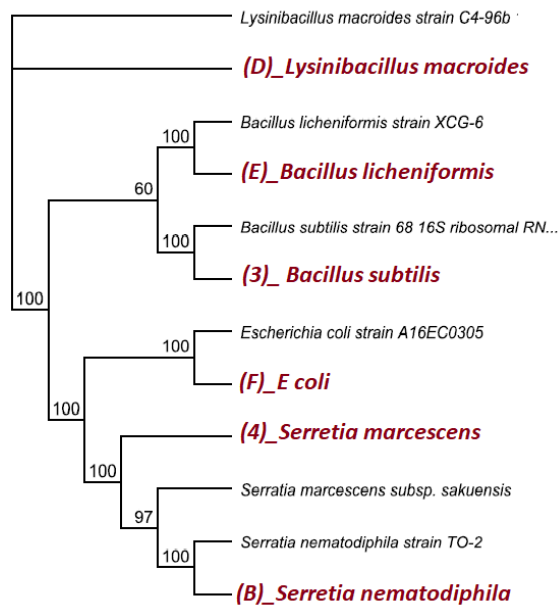 Lysinibacillus macroides strain C4-96b
(D)_Lysinibacillus macroides
100
Bacillus licheniformis strain XCG-6
(E)_Bacillus licheniformis
60
100
Bacillus subtilis strain 68 16S ribosomal RN...
(3)_ Bacillus subtilis
100
100
Escherichia coli strain A16EC0305
(F)_E coli
100
(4)_Serretia marcescens
100
Serratia marcescens subsp. sakuensis
97
Serratia nematodiphila strain TO-2
100
(B)_Serretia nematodiphila